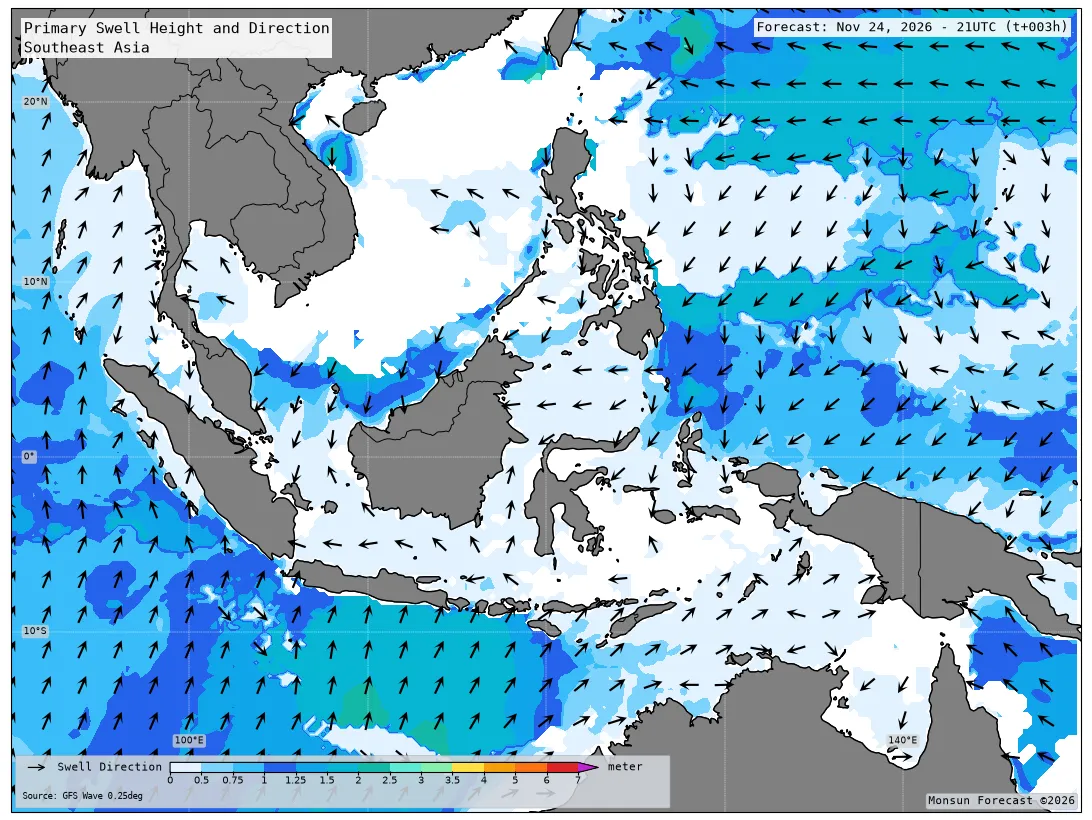 Primary Swell Height and Direction
Southeast Asia
Forecast: Nov 24, 2026 - 21UTC (t+003h)
20°N
10°N
0°
10°S
100°E
140°E
Swell Direction
meter
0 0.5 0.75 1 1.25 1.5 2 2.5 3 3.5 4 5 6 7
Source: GFS Wave 0.25deg
Monsun Forecast ©2026